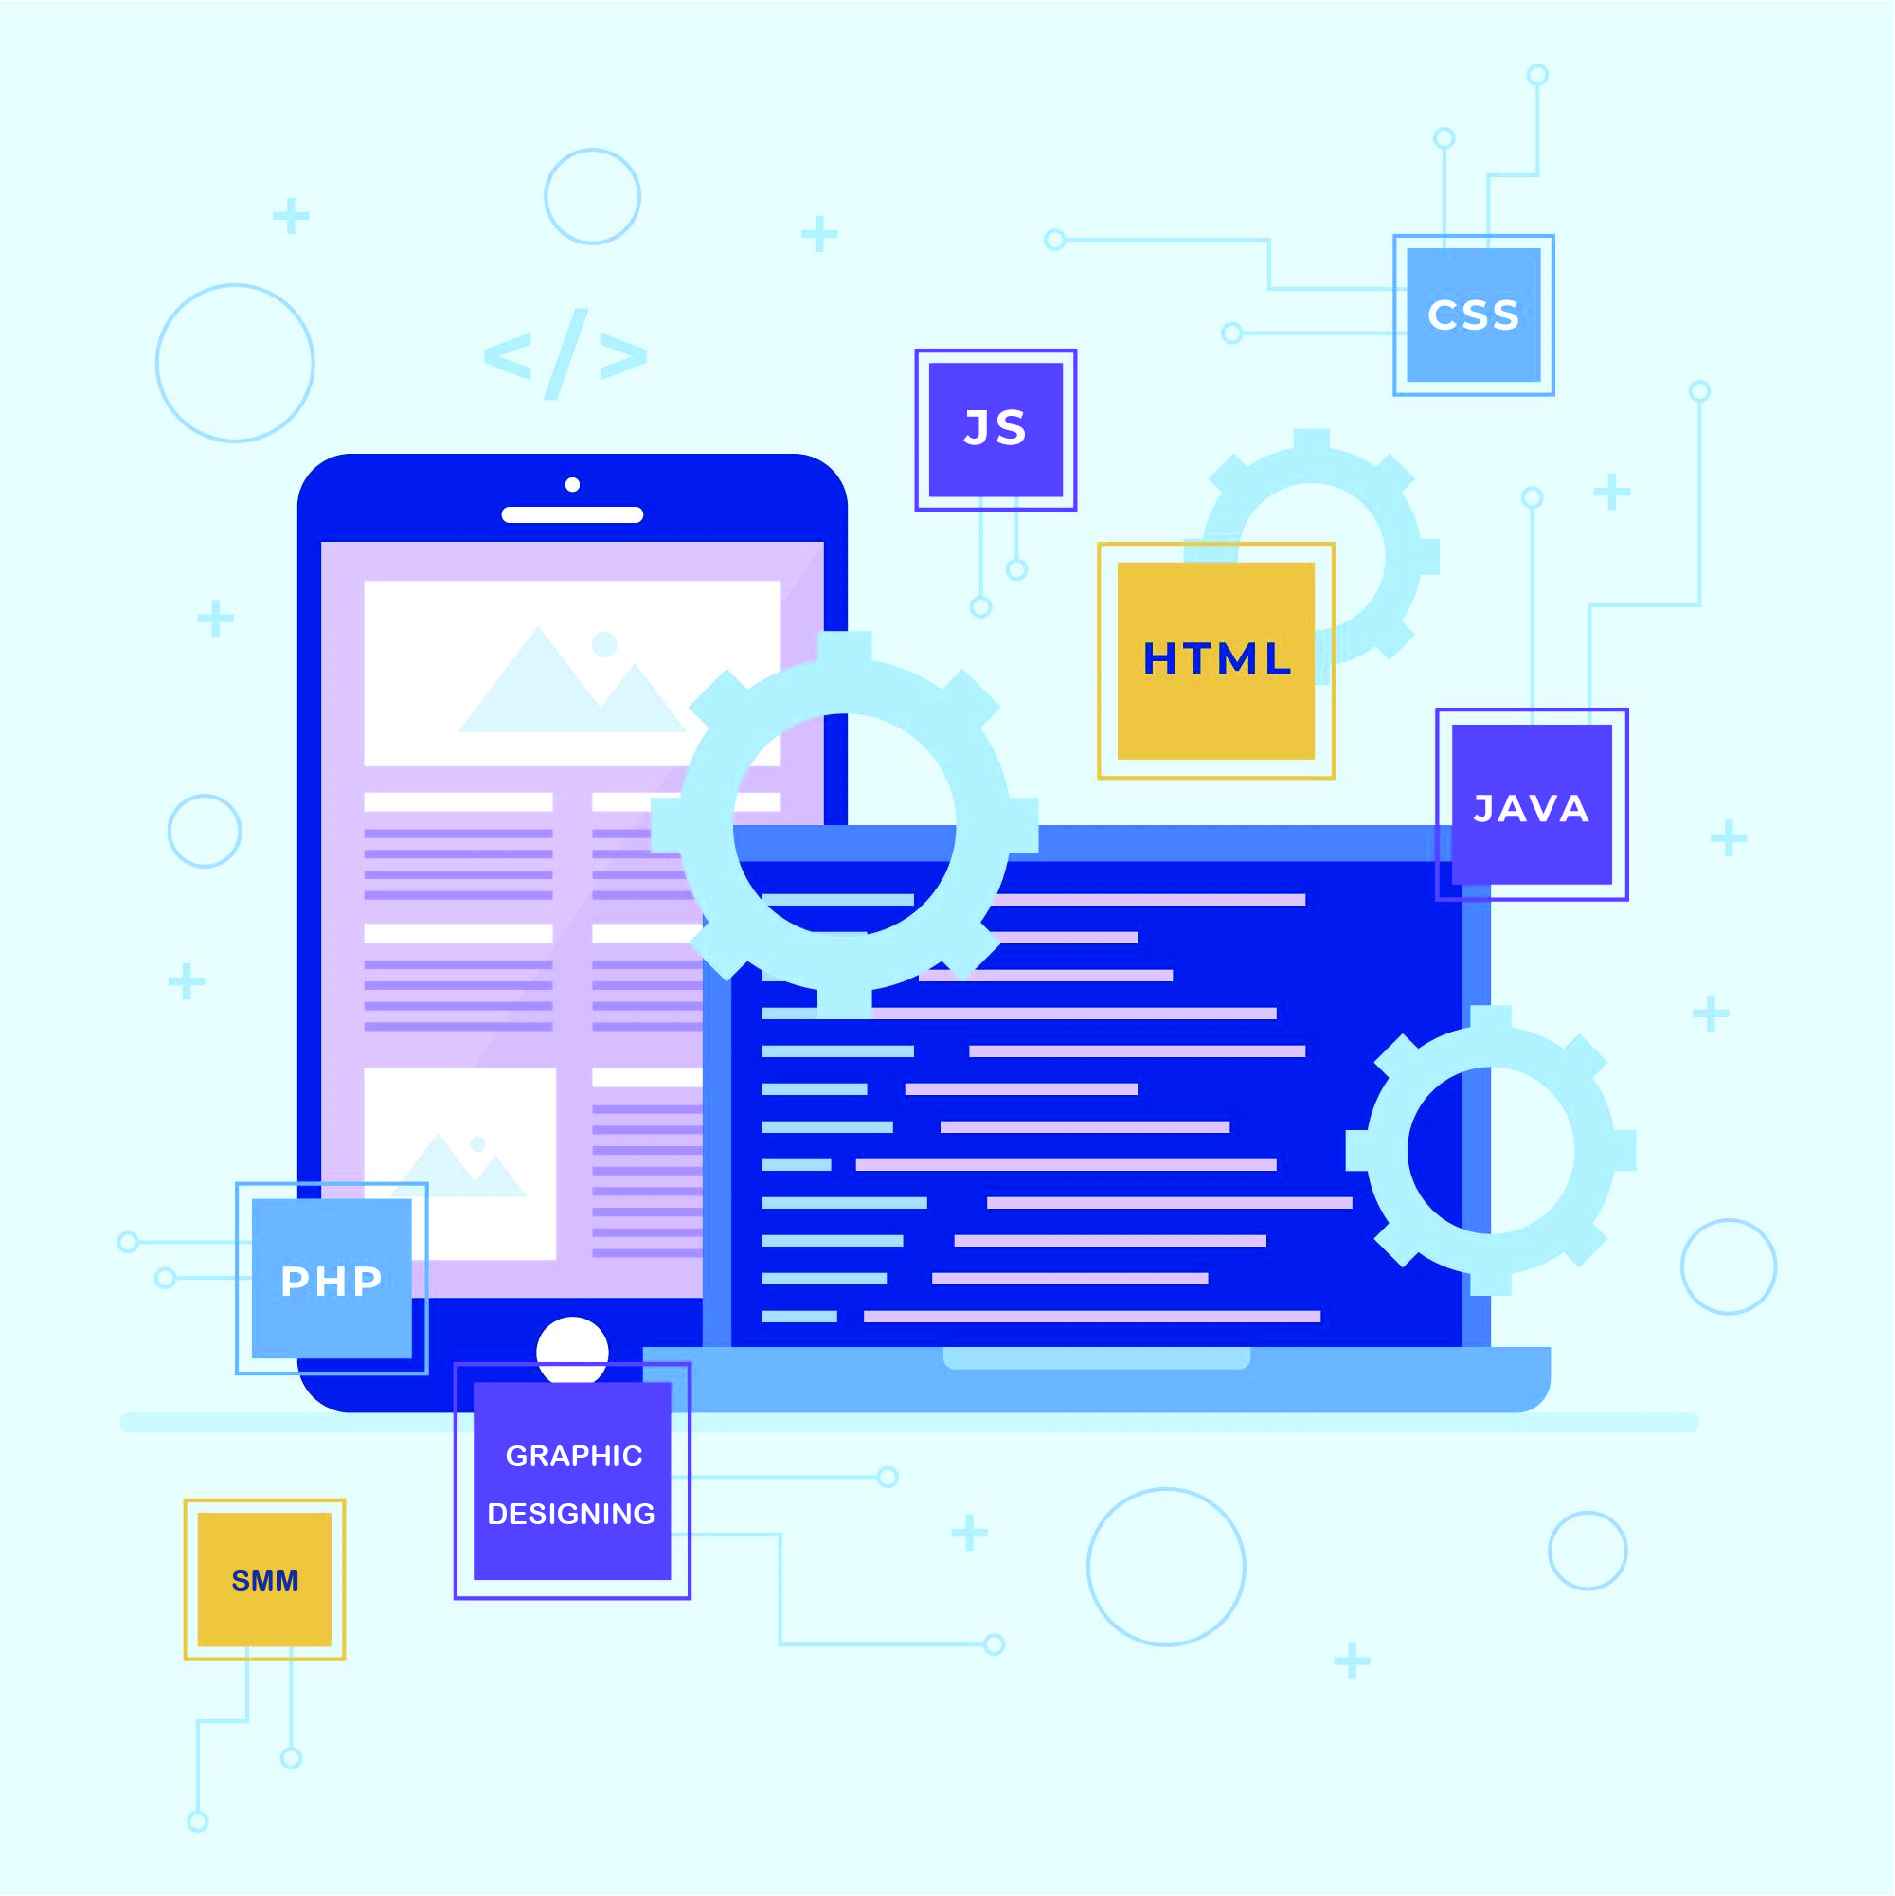 CSS
</>
JS
HTML
JAVA
PHP
GRAPHIC
DESIGNING
SMM